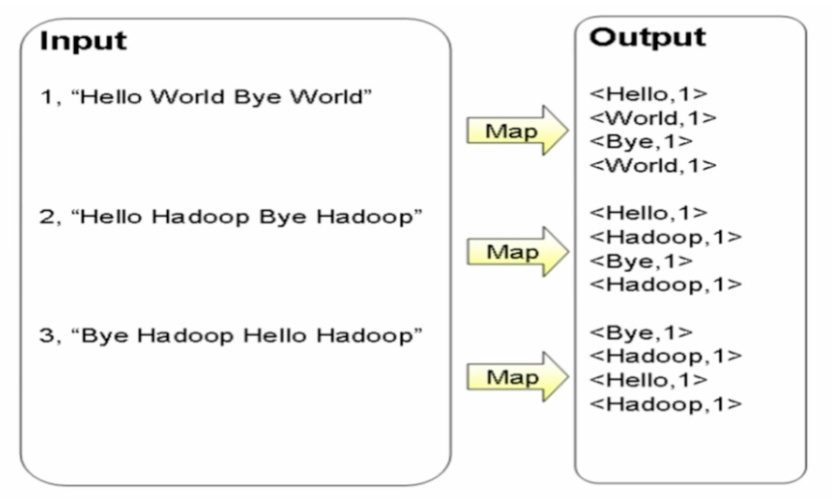 Input
1, “Hello World Bye World”
2, “Hello Hadoop Bye Hadoop”
3, “Bye Hadoop Hello Hadoop”
Map
Map
Map
Output
<Hello,1>
<World,1>
<Bye,1>
<World,1>
<Hello,1>
<Hadoop,1>
<Bye,1>
<Hadoop,1>
<Bye,1>
<Hadoop,1>
<Hello,1>
<Hadoop,1>